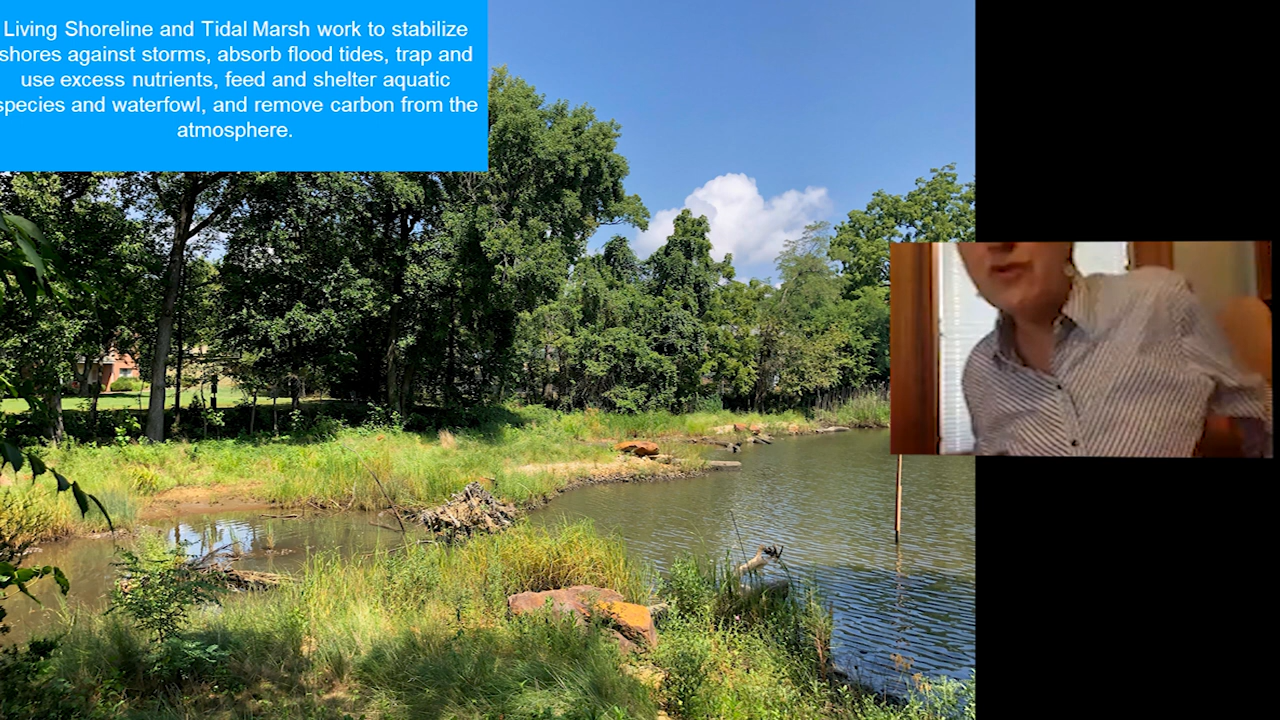 Living Shoreline and Tidal Marsh work to stabilize
shores against storms, absorb flood tides, trap and
use excess nutrients, feed and shelter aquatic
species and waterfowl, and remove carbon from the
atmosphere.